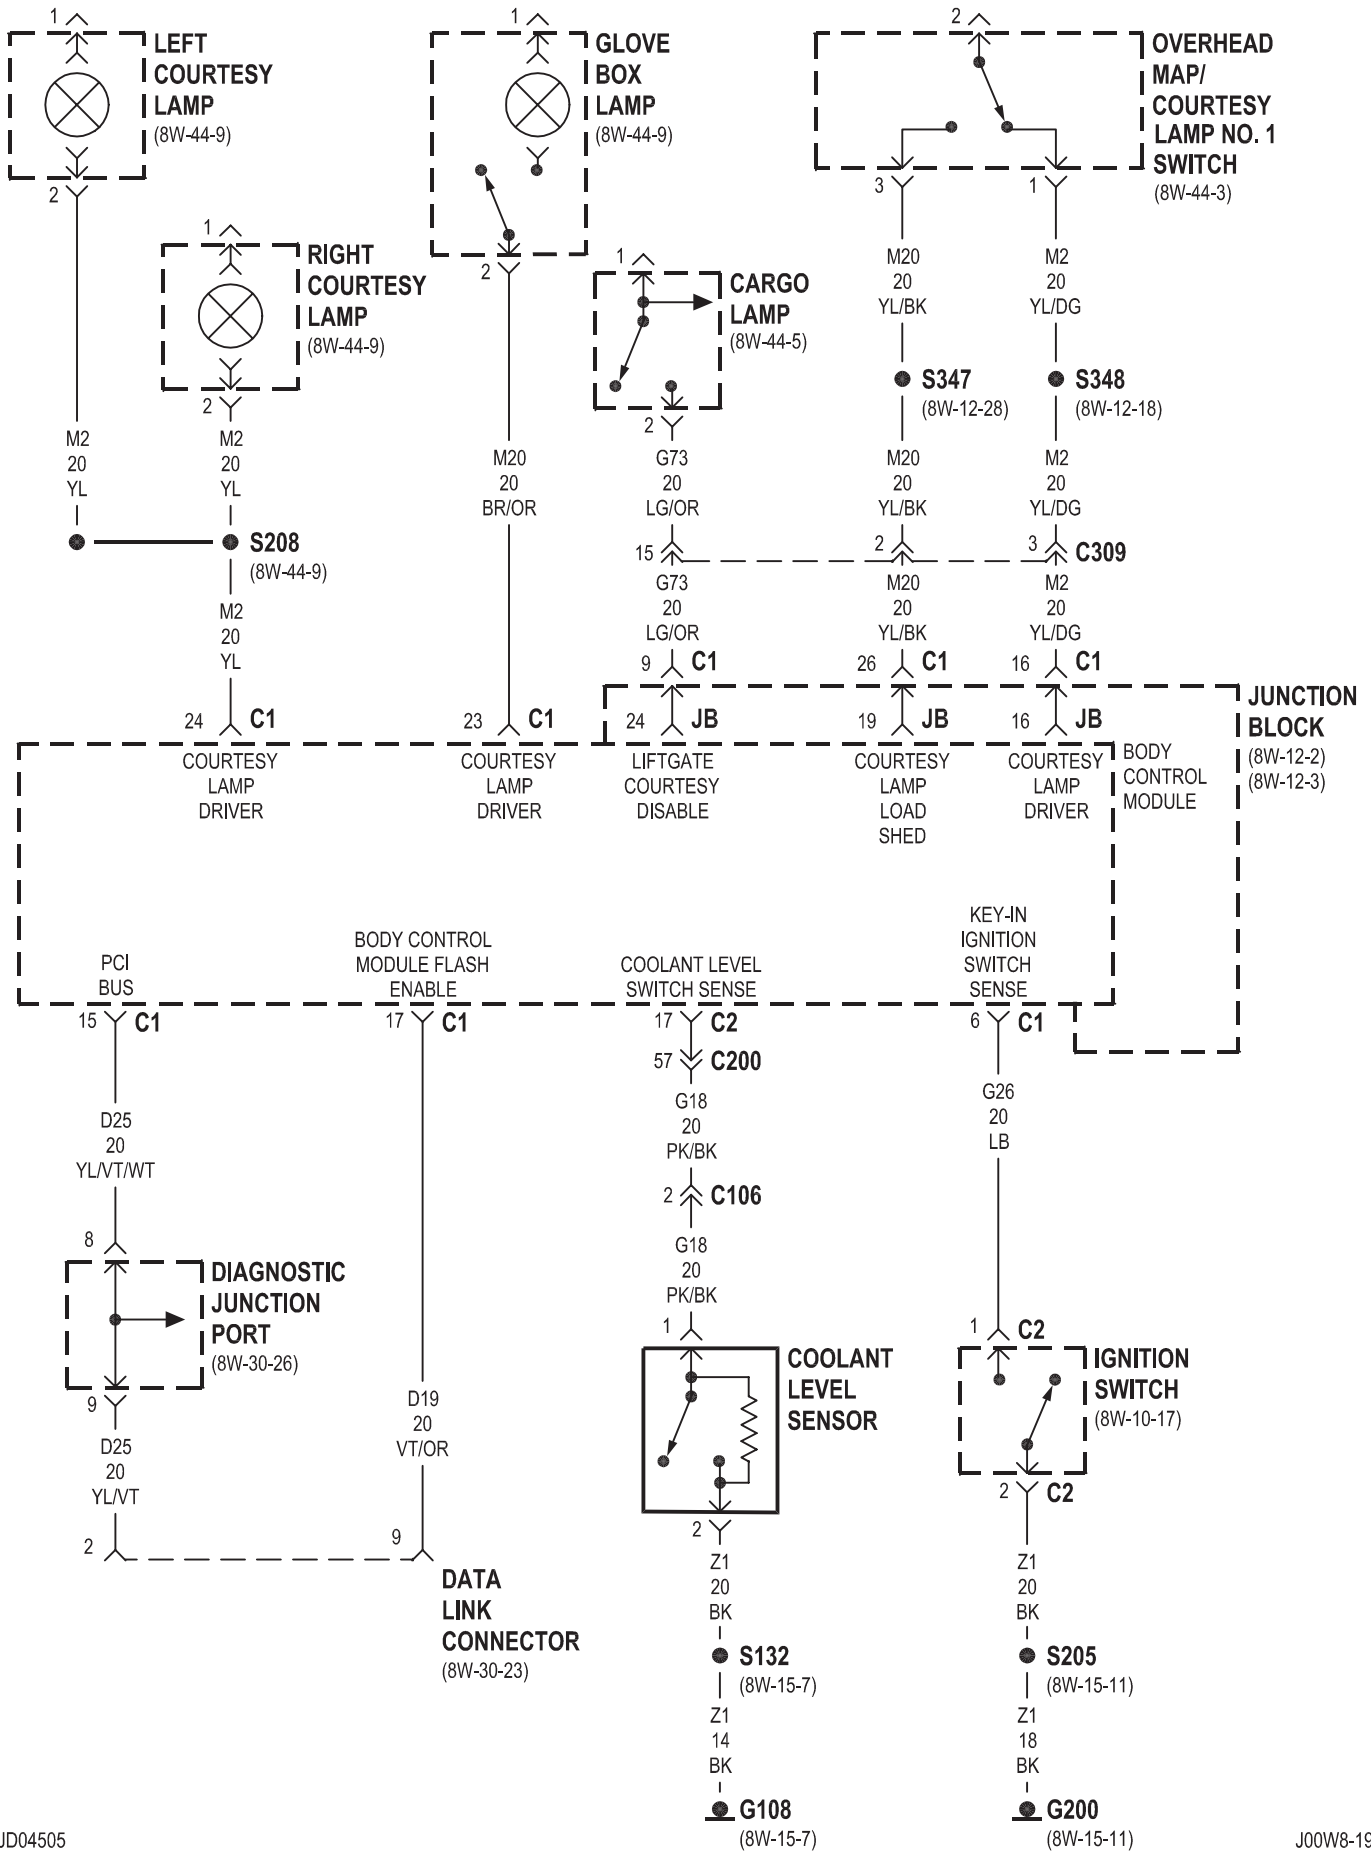 1
LEFT
COURTESY
LAMP
(8W-44-9)
2
1
RIGHT
COURTESY
LAMP
(8W-44-9)
2
M2
20
YL
M2
20
YL
S208
(8W-44-9)
M2
20
YL
24
C1
1
GLOVE
BOX
LAMP
(8W-44-9)
2
M20
20
BR/OR
23
C1
1
CARGO
LAMP
(8W-44-5)
2
G73
20
LG/OR
15
G73
20
LG/OR
9
C1
24
JB
2
OVERHEAD
MAP/
COURTESY
LAMP NO. 1
SWITCH
(8W-44-3)
3
1
M20
20
YL/BK
S347
(8W-12-28)
M20
20
YL/BK
2
M20
20
YL/BK
26
C1
19
JB
M2
20
YL/DG
S348
(8W-12-18)
M2
20
YL/DG
3
C309
M2
20
YL/DG
16
C1
16
JB
JUNCTION
BLOCK
(8W-12-2)
(8W-12-3)
COURTESY
LAMP
DRIVER
COURTESY
LAMP
DRIVER
LIFTGATE
COURTESY
DISABLE
COURTESY
LAMP
LOAD
SHED
COURTESY
LAMP
DRIVER
BODY
CONTROL
MODULE
PCI
BUS
BODY CONTROL
MODULE FLASH
ENABLE
COOLANT LEVEL
SWITCH SENSE
KEY-IN
IGNITION
SWITCH
SENSE
15
C1
D25
20
YL/VT/WT
8
DIAGNOSTIC
JUNCTION
PORT
(8W-30-26)
9
D25
20
YL/VT
2
17
C1
D19
20
VT/OR
9
DATA
LINK
CONNECTOR
(8W-30-23)
17
C2
57
C200
G18
20
PK/BK
2
C106
G18
20
PK/BK
1
COOLANT
LEVEL
SENSOR
2
Z1
20
BK
S132
(8W-15-7)
Z1
14
BK
G108
(8W-15-7)
6
C1
G26
20
LB
1
C2
IGNITION
SWITCH
(8W-10-17)
2
C2
Z1
20
BK
S205
(8W-15-11)
Z1
18
BK
G200
(8W-15-11)
JD04505
J00W8-19